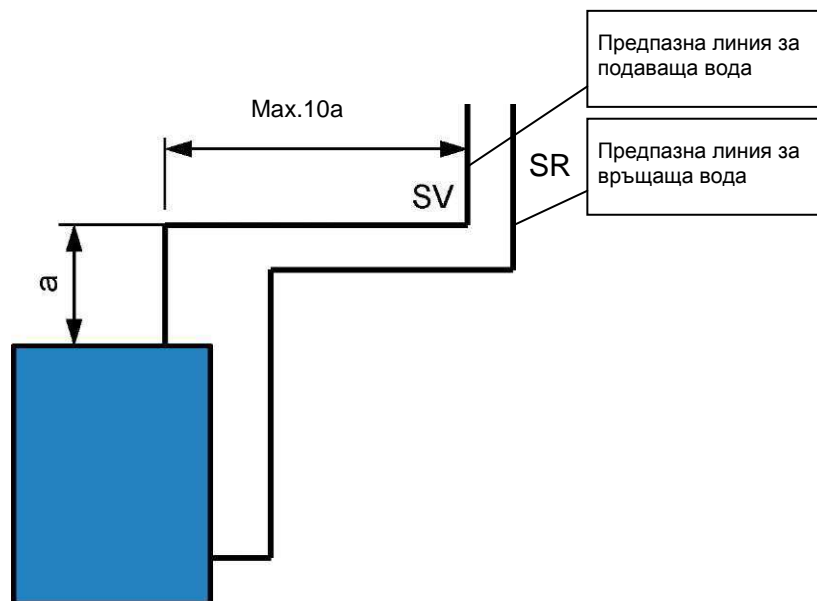 Предпазна линия за
подаваща вода
Max.10a
Предпазна линия за
връщаща вода
SR
SV
a